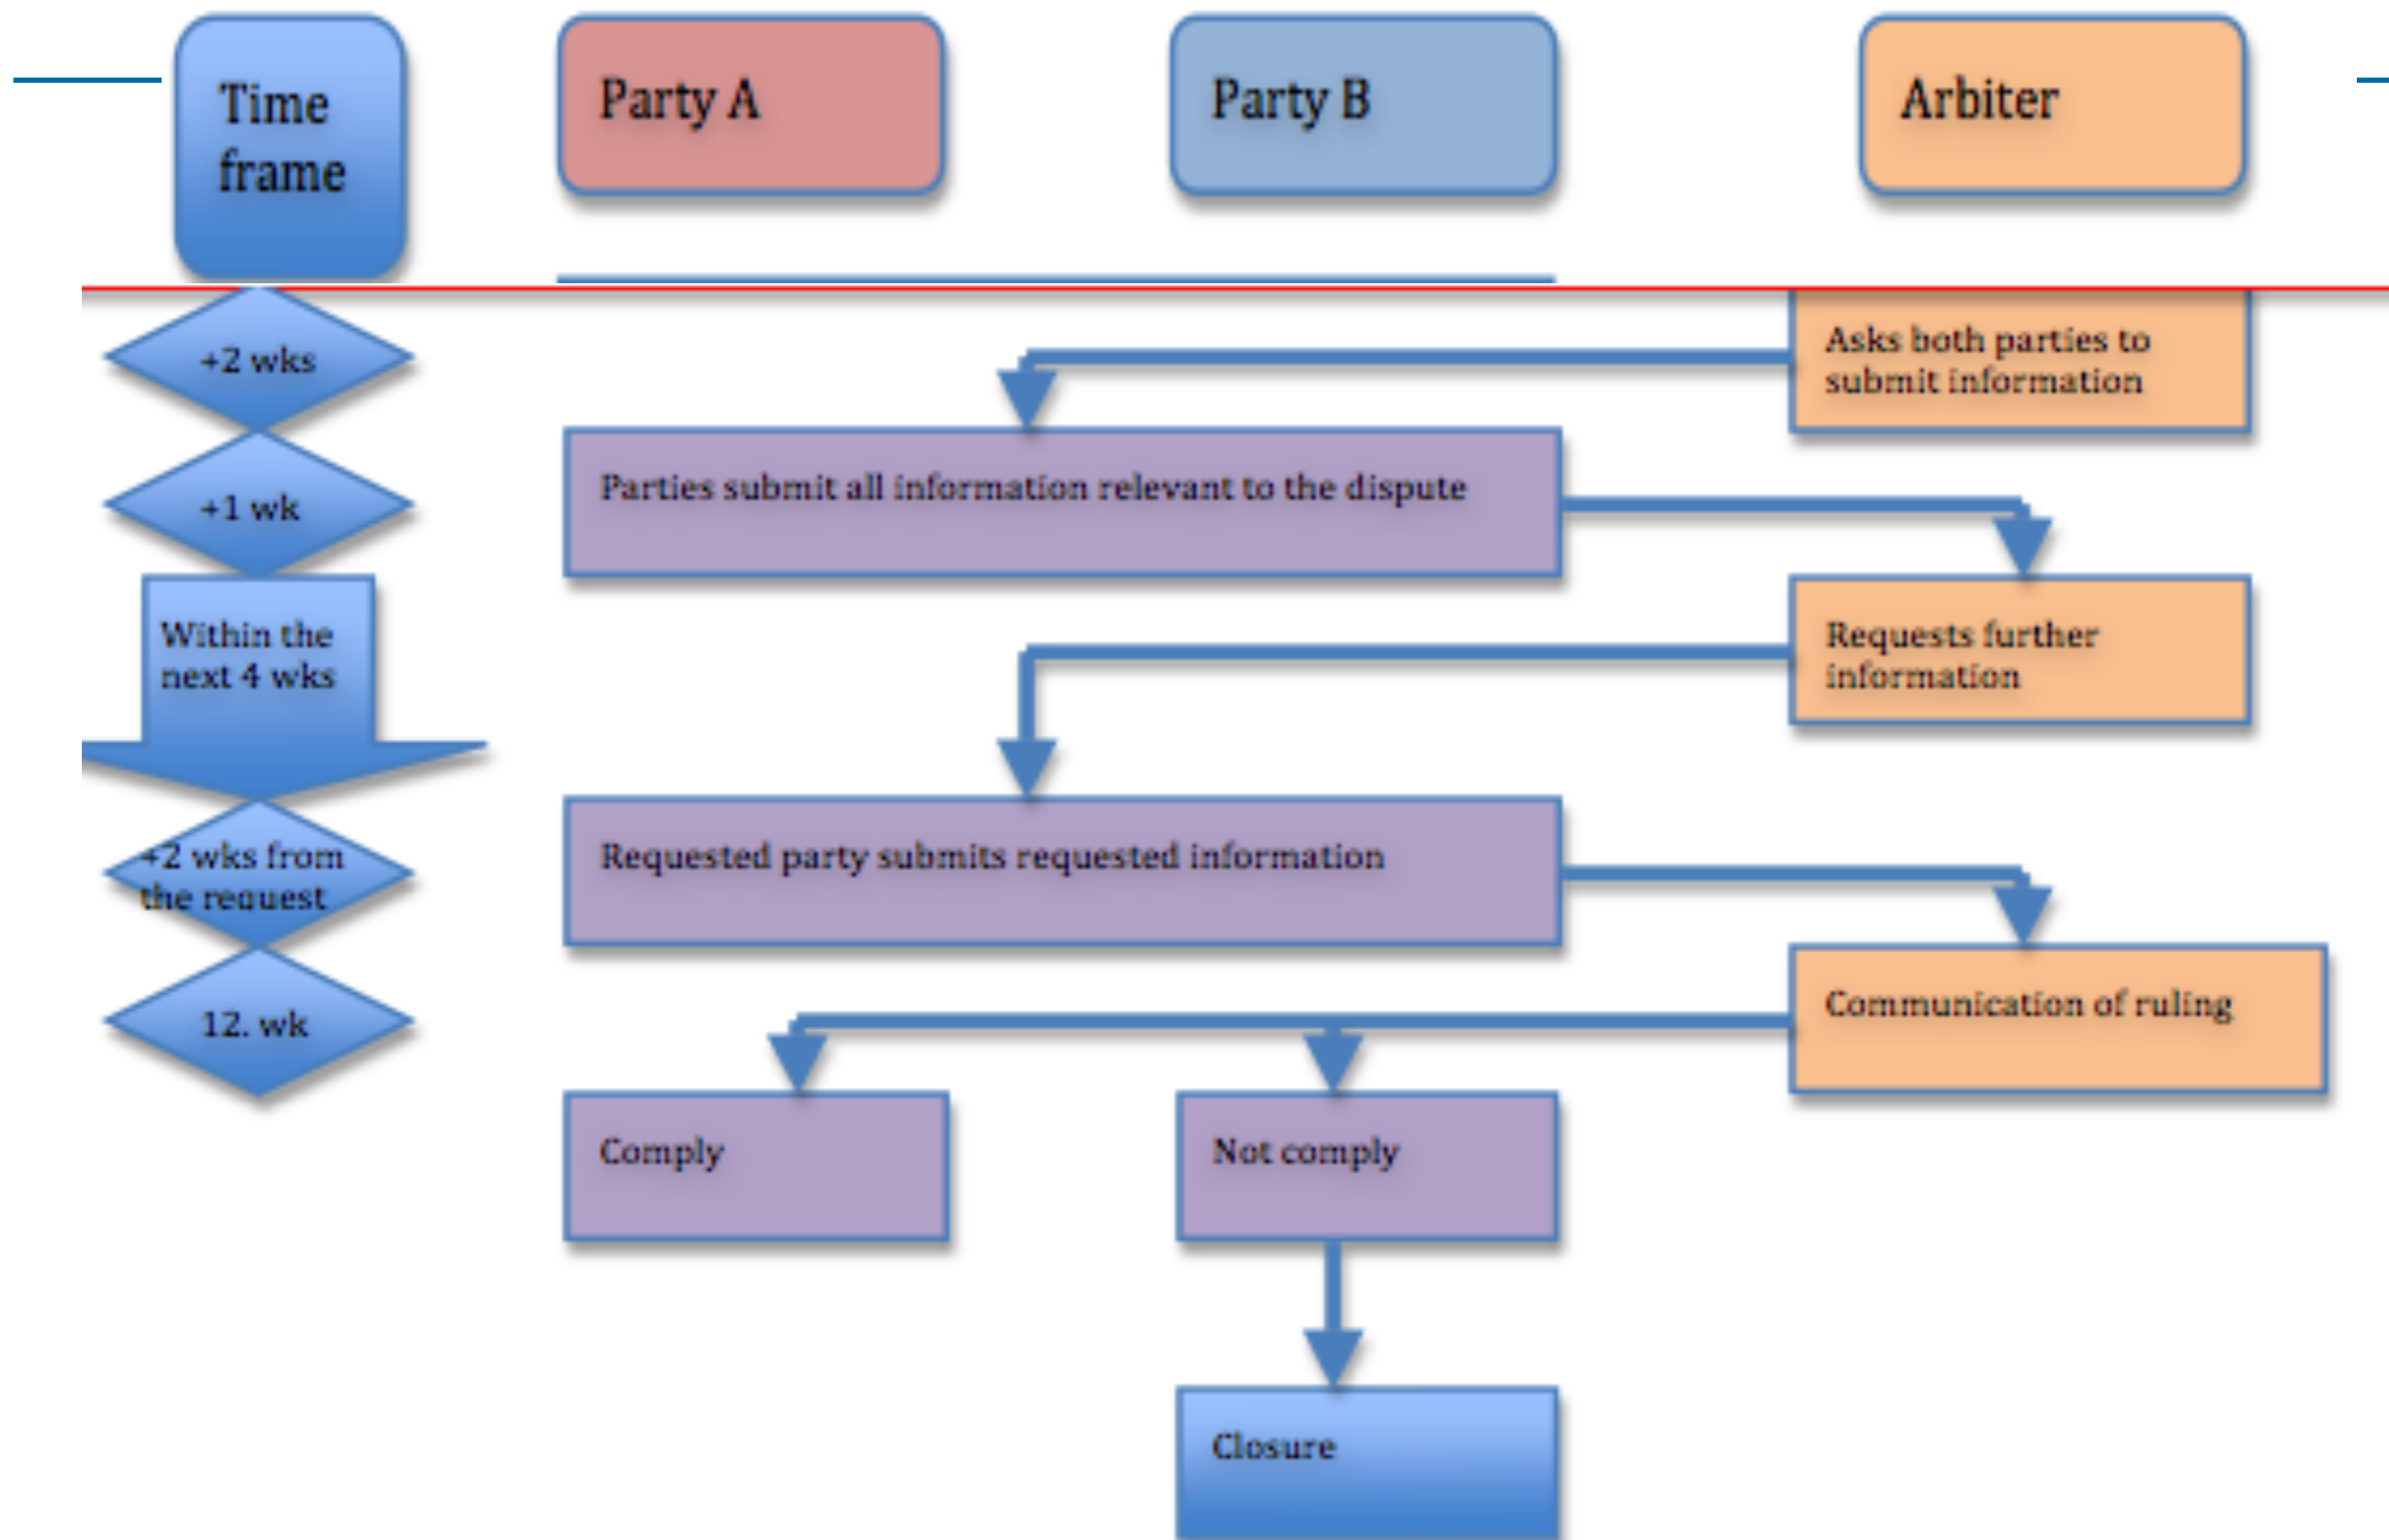 Time
frame
Party A
Party B
Arbiter
+2 wks
Asks both parties to
submit information
+1 wk
Parties submit all information relevant to the dispute
Within the
next 4 wks
Requests further
information
+2 wks from
the request
Requested party submits requested information
12. wk
Communication of ruling
Comply
Not comply
Closure